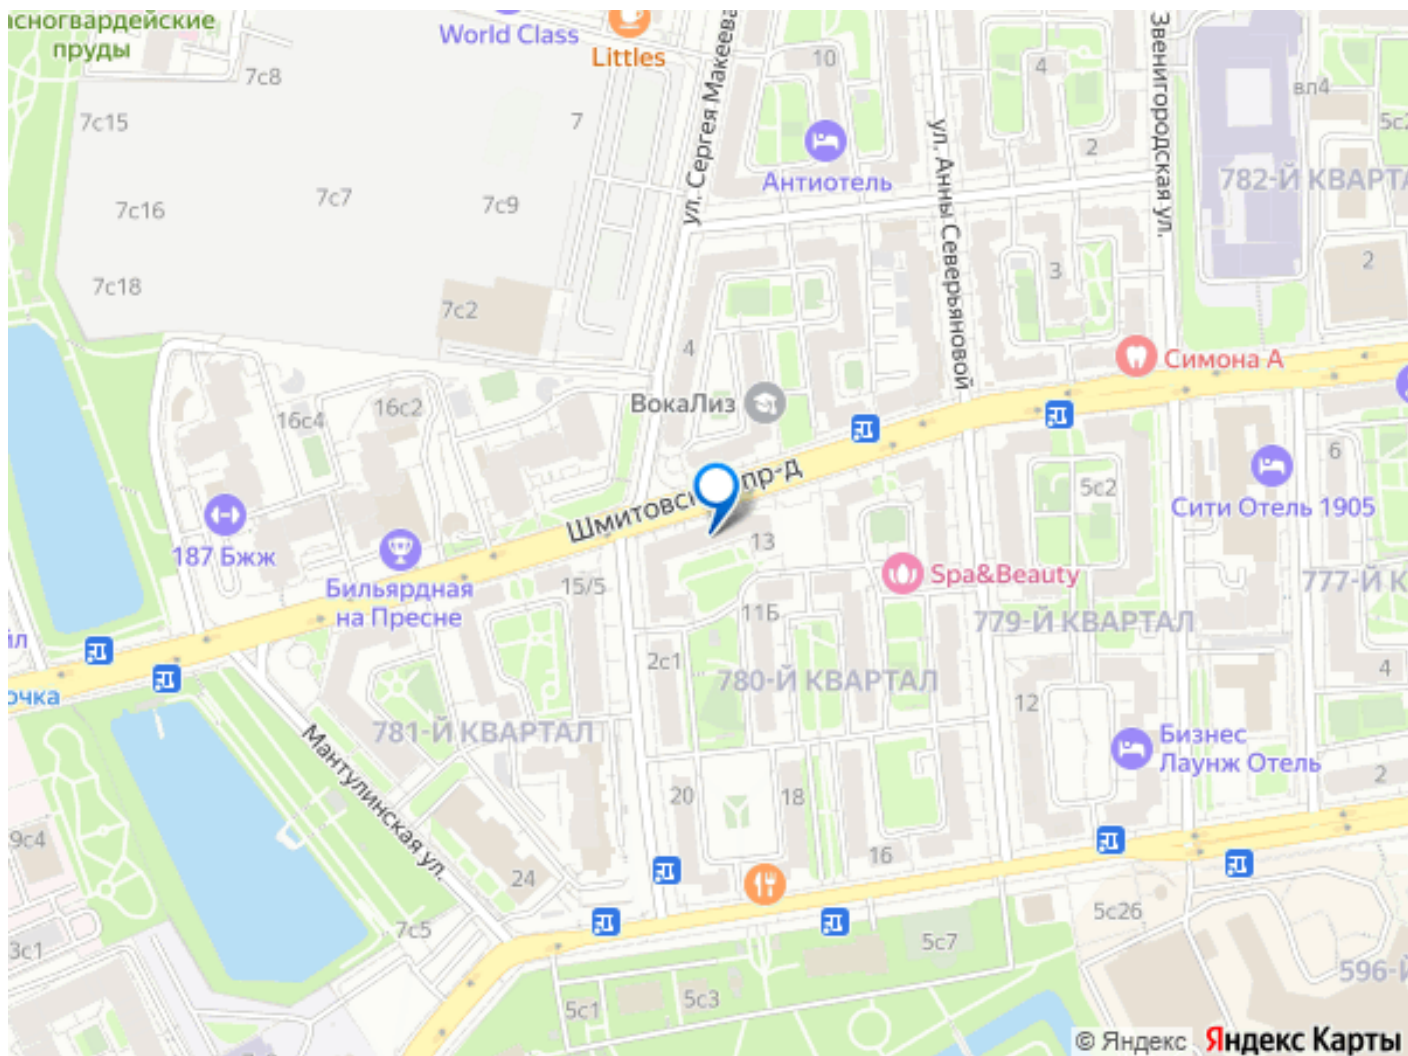 асногвардейские
пруды
World Class
Littles
7с8
7с15
7
7с7
7с9
7с16
7с18
7с2
ул. Сергея Макеева
10
Антиотель
ул. Анны Северьяновой
4
2
Звенигородская ул.
вл4
5с2
782-Й КВАРТА
2
3
4
Симона А
ВокаЛиз
16с4
16с2
Шмитовс
пр-д
187 Бжж
Бильярдная
на Пресне
13
15/5
5с2
6
Сити Отель 1905
Spa&Beauty
11Б
779-Й КВАРТАЛ
777-Й К
йл
очка
2с1
780-Й КВАРТАЛ
781-Й КВАРТАЛ
Мантулинская ул.
12
4
Бизнес
Лаунж Отель
2
20
18
16
24
9с4
3с1
7с5
5с26
5с7
596-Й
5с1
5с3
© Яндекс
Яндекс Карты